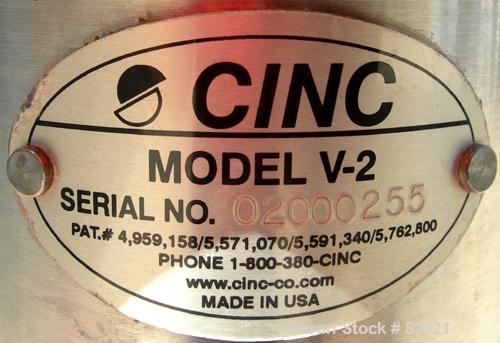 CINC
MODEL V-2
SERIAL NO. 02000255
PAT.# 4,959,158/5,571,070/5,591,340/5,762,800
PHONE 1-800-380-CINC
www.cinc-co.com
MADE IN USA
Stock #